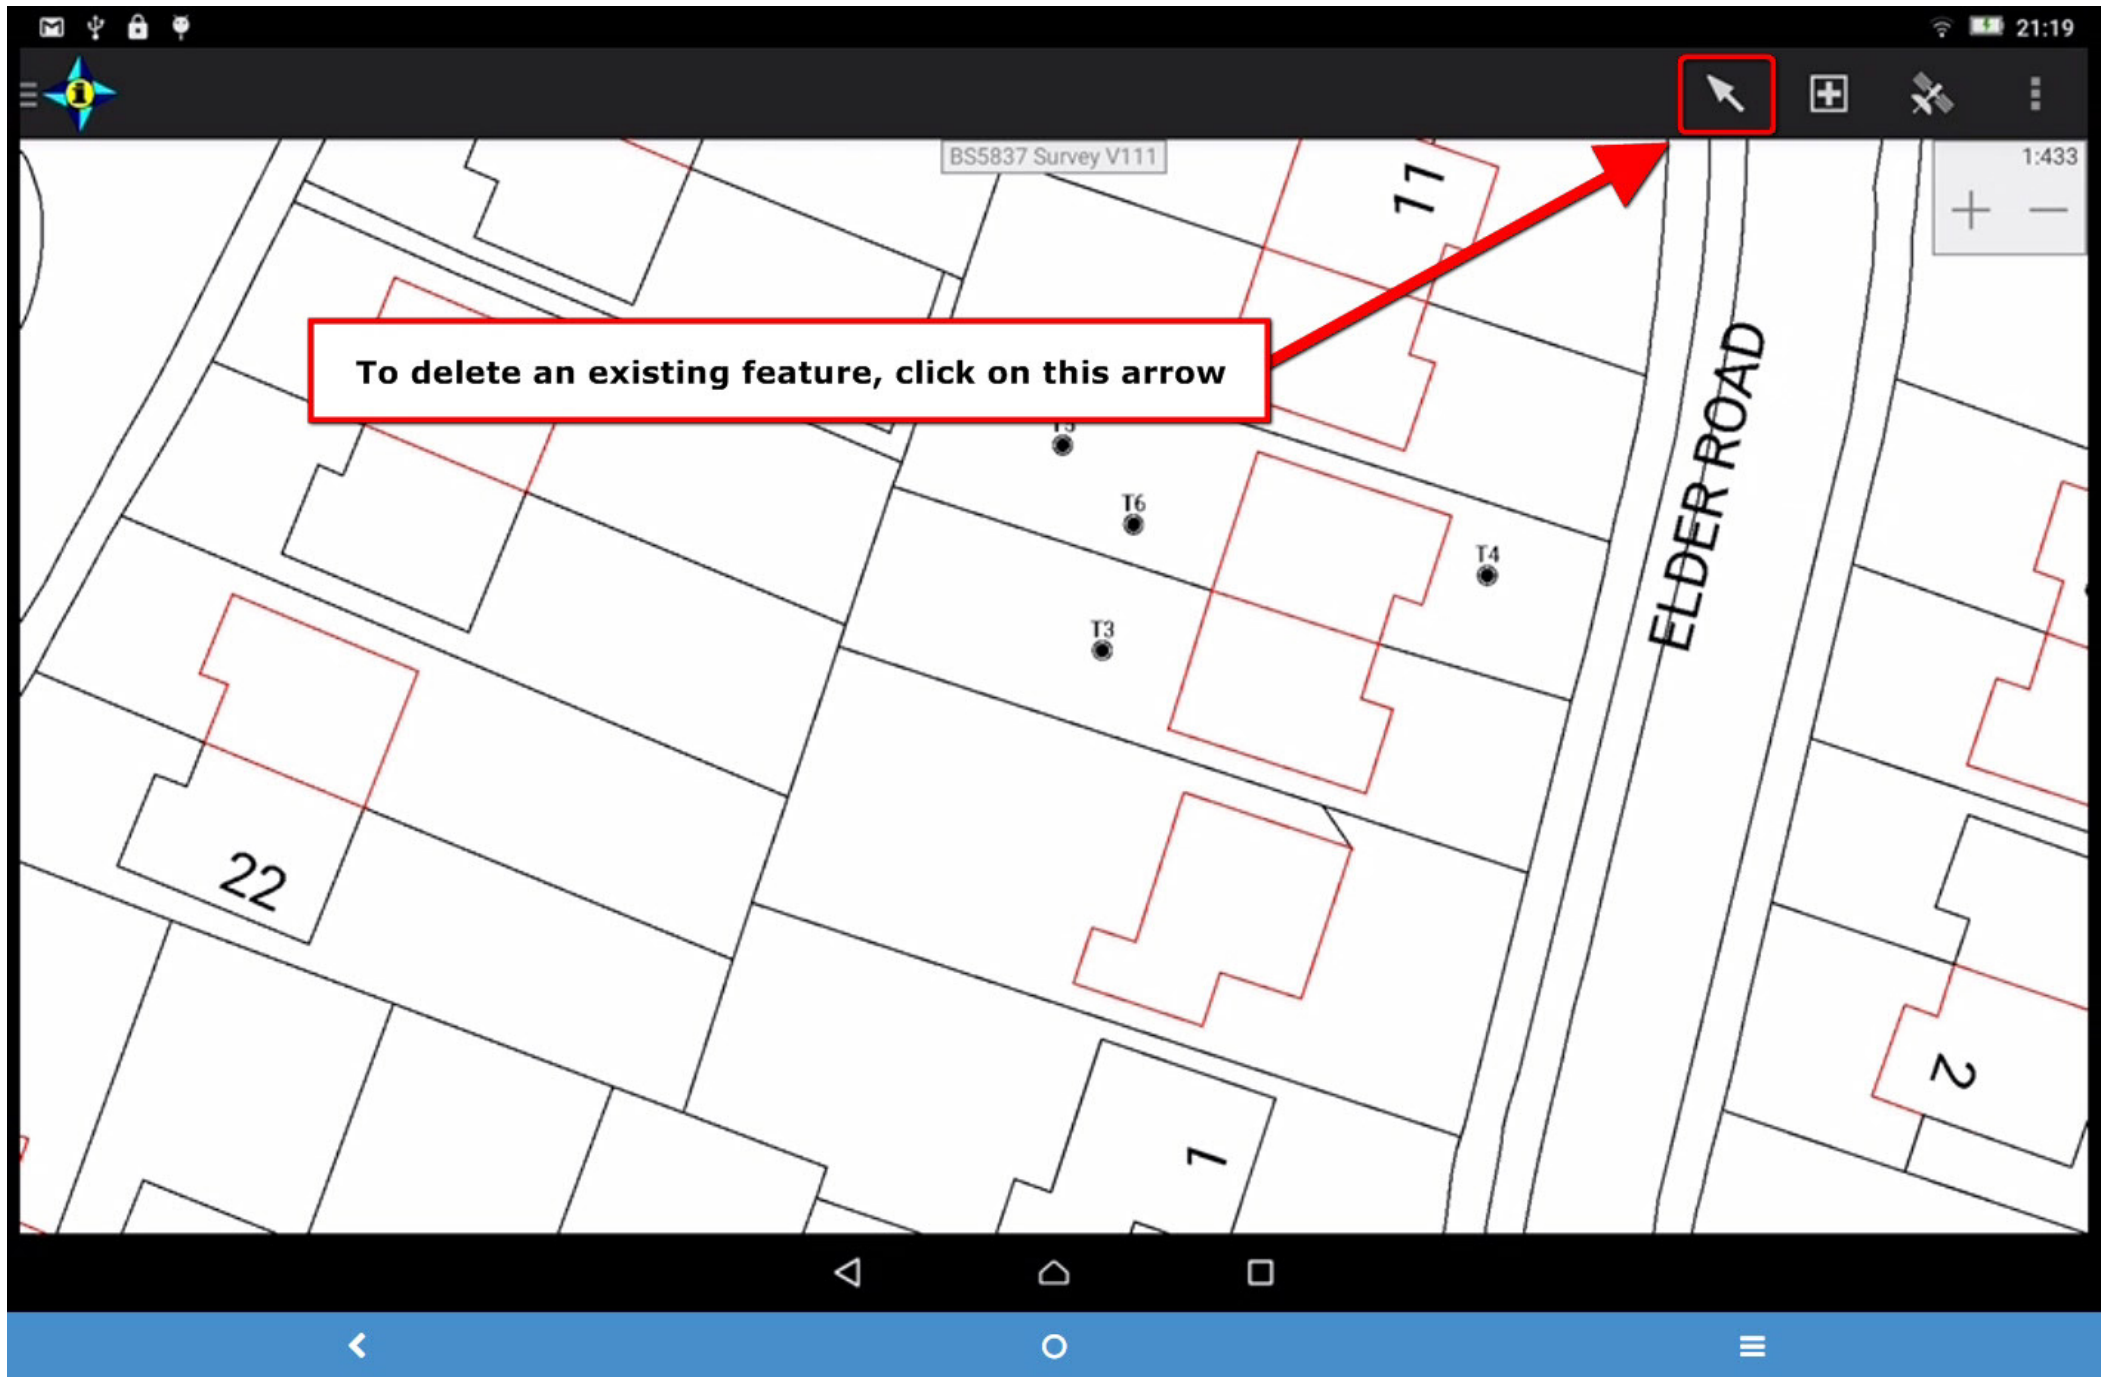 21:19
i
BS5837 Survey V111
1:433
11
To delete an existing feature, click on this arrow
T5
T6
T4
ELDER ROAD
T3
22
2
1